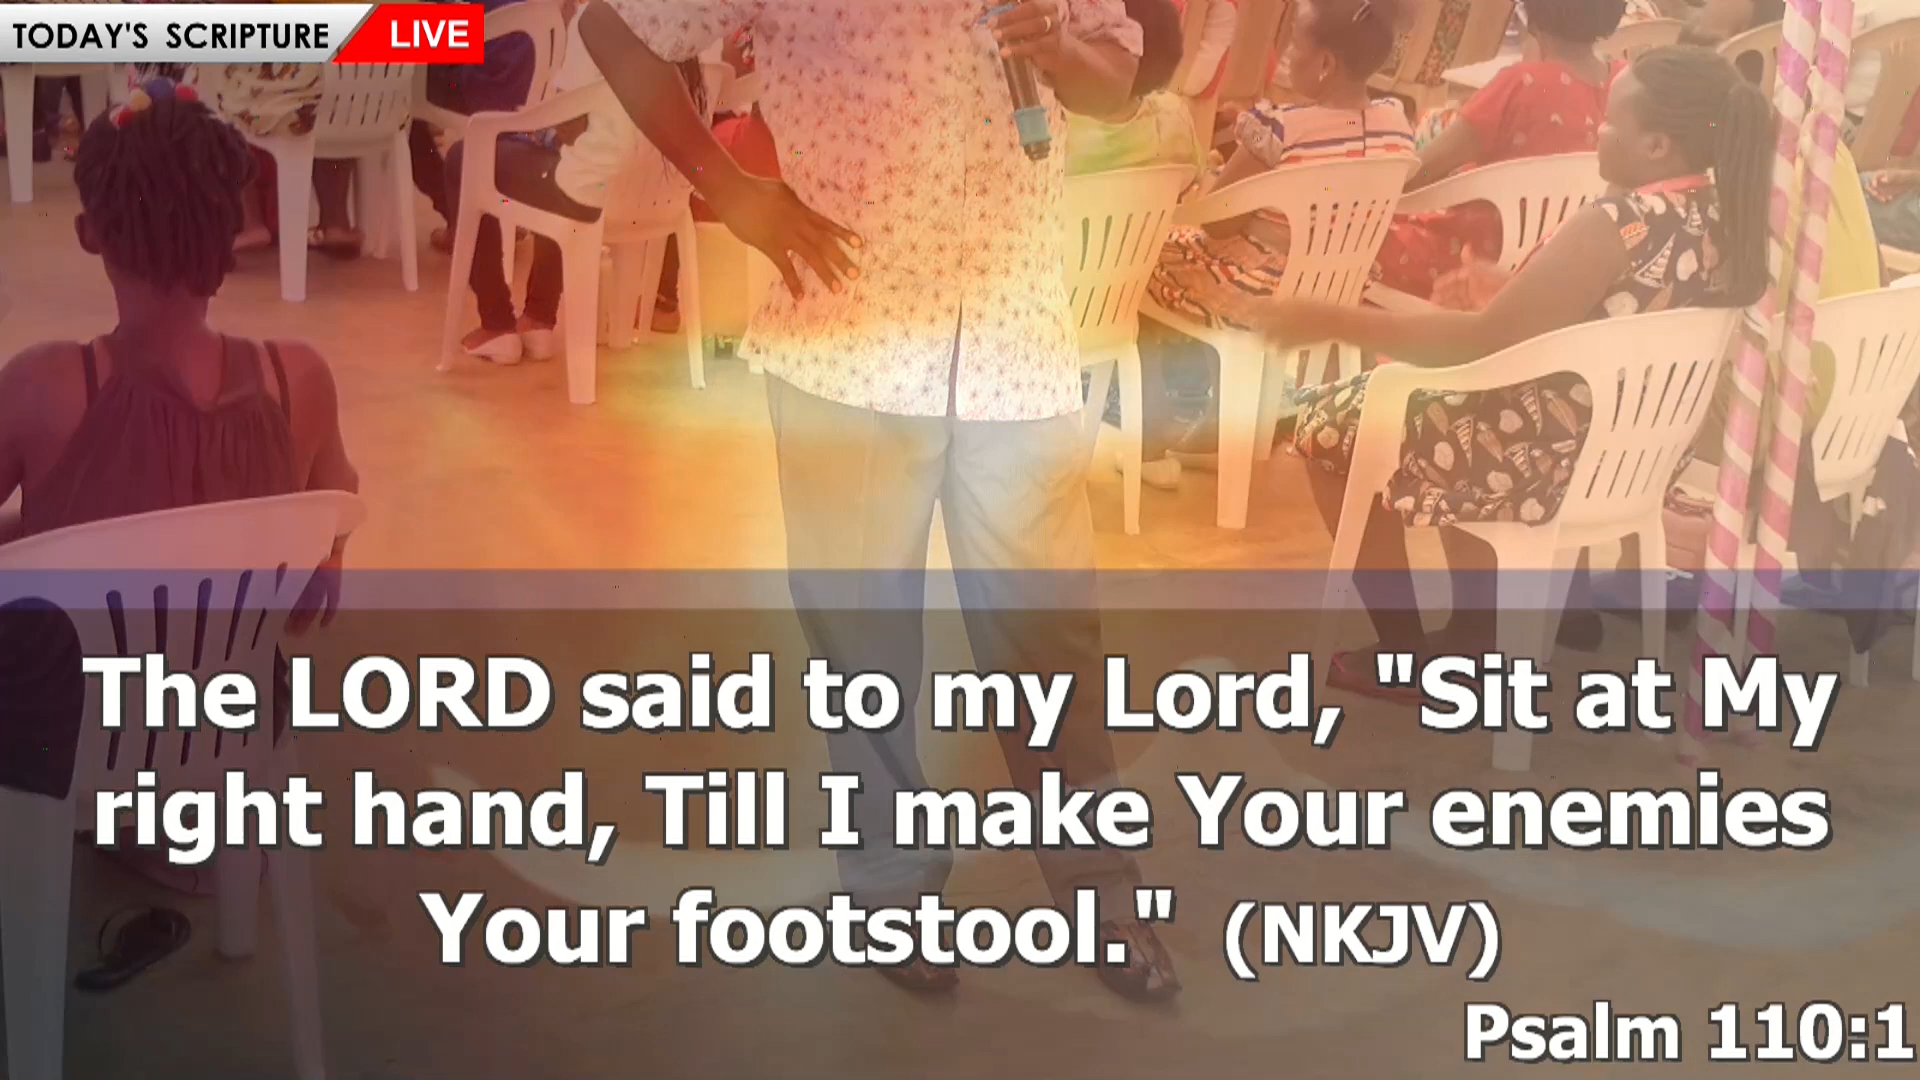 TODAY'S SCRIPTURE LIVE
The LORD said to my Lord, "Sit at My
right hand, Till I make Your enemies
Your footstool." (NKJV)
Psalm 110:1